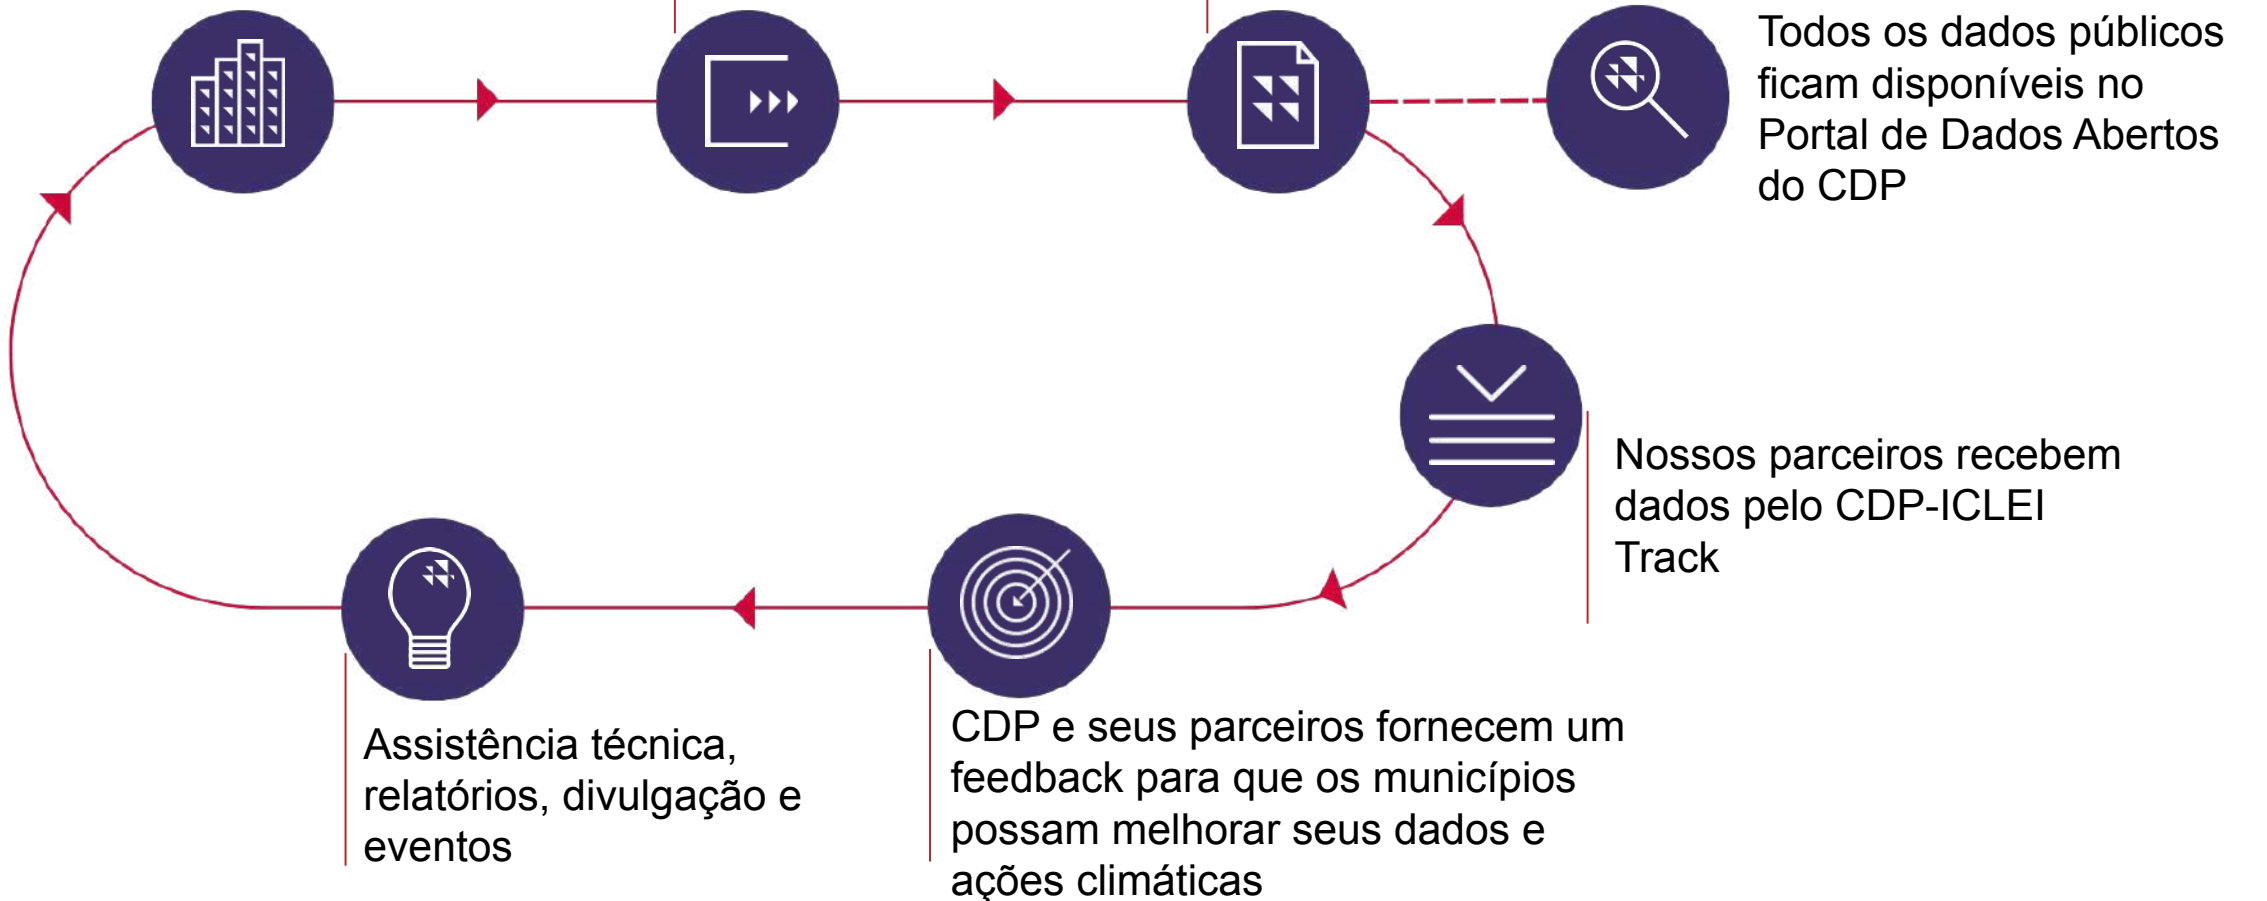 Todos os dados públicos
ficam disponíveis no
Portal de Dados Abertos
do CDP
Nossos parceiros recebem
dados pelo CDP-ICLEI
Track
CDP e seus parceiros fornecem um
feedback para que os municípios
possam melhorar seus dados e
ações climáticas
Assistência técnica,
relatórios, divulgação e
eventos